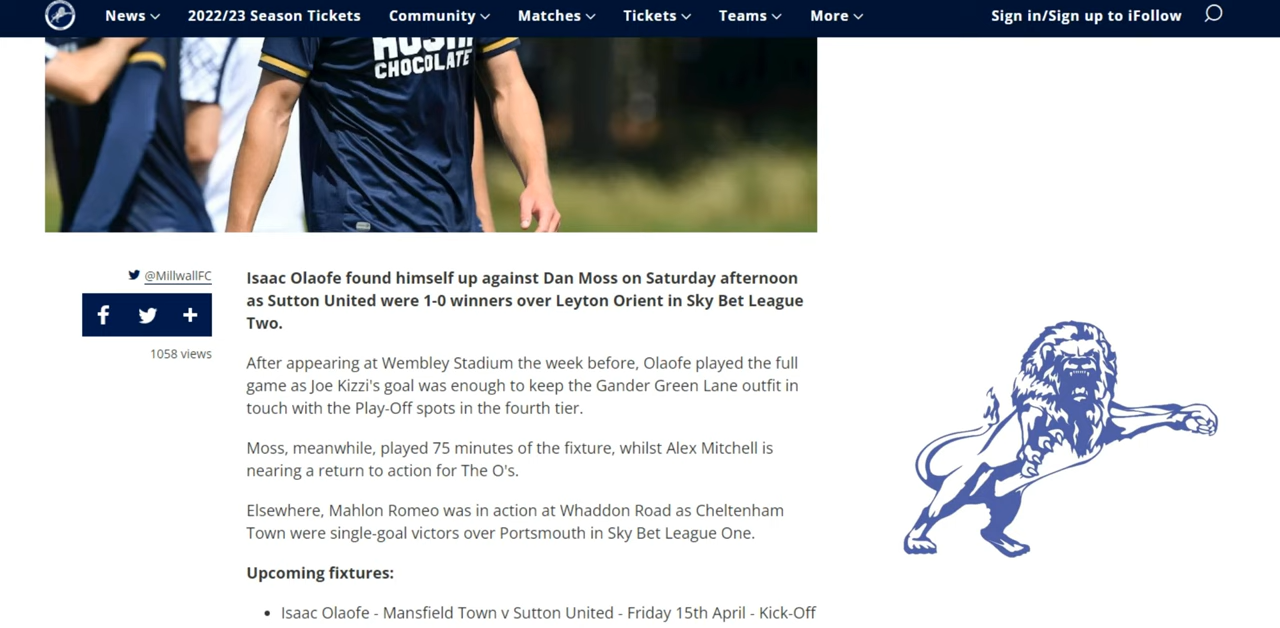 News 2022/23 Season Tickets Community Matches Tickets Teams More Sign in/Sign up to iFollow
CHOCOLATE
@MillwallFC
1058 views
Isaac Olaofe found himself up against Dan Moss on Saturday afternoon
as Sutton United were 1-0 winners over Leyton Orient in Sky Bet League
Two.
After appearing at Wembley Stadium the week before, Olaofe played the full
game as Joe Kizzi's goal was enough to keep the Gander Green Lane outfit in
touch with the Play-Off spots in the fourth tier.
Moss, meanwhile, played 75 minutes of the fixture, whilst Alex Mitchell is
nearing a return to action for The O's.
Elsewhere, Mahlon Romeo was in action at Whaddon Road as Cheltenham
Town were single-goal victors over Portsmouth in Sky Bet League One.
Upcoming fixtures:
• Isaac Olaofe - Mansfield Town v Sutton United - Friday 15th April - Kick-Off